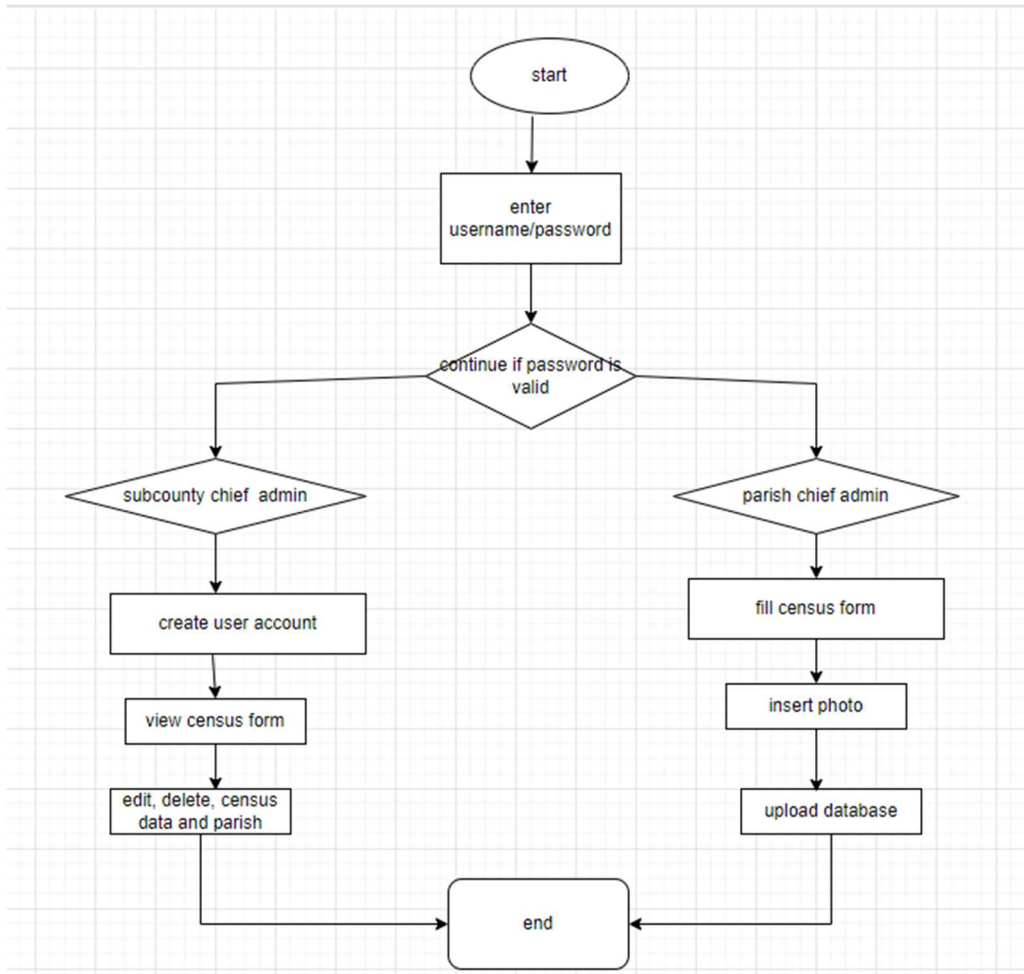 start
enter
username/password
continue if password is
valid
subcounty chief admin
parish chief admin
create user account
fill census form
view census form
insert photo
edit, delete, census
data and parish
upload database
end